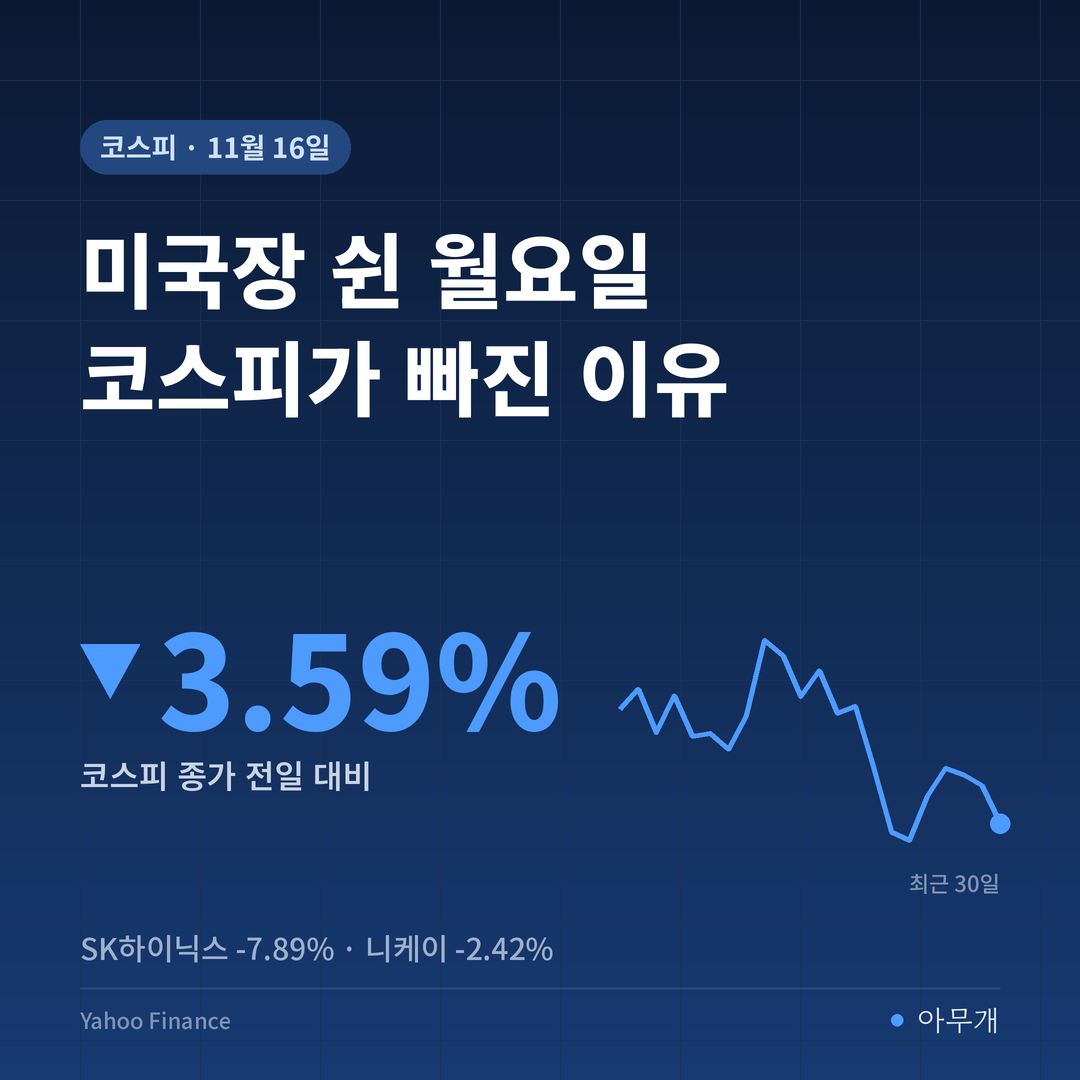 코스피 · 11월 16일
미국장 쉰 월요일
코스피가 빠진 이유
▼3.59%
코스피 종가 전일 대비
최근 30일
SK하이닉스 -7.89% · 니케이 -2.42%
Yahoo Finance
아무개